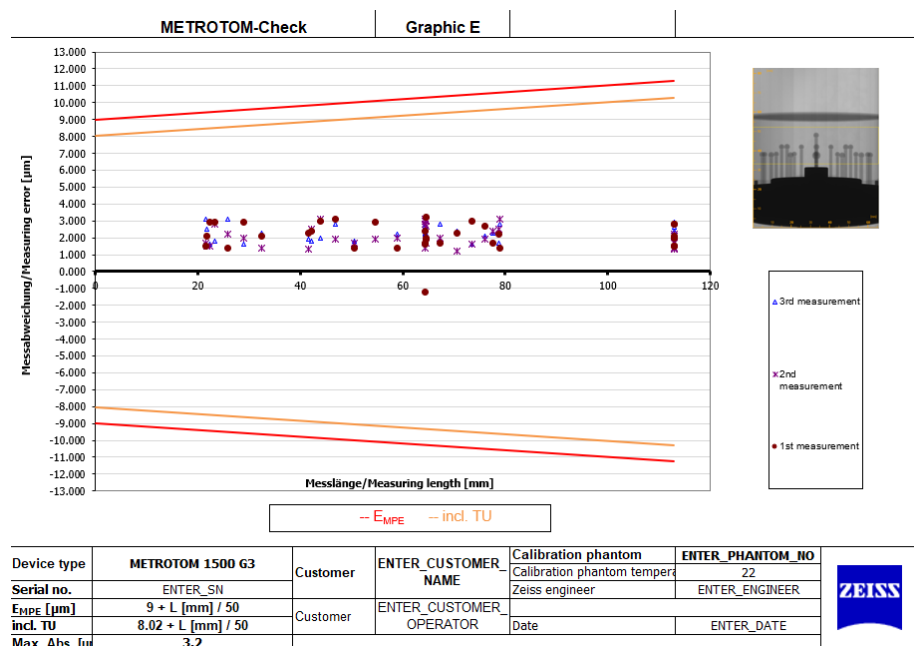 METROTOM-Check Graphic E
13.000
12.000
11.000
10.000
9.000
8.000
7.000
6.000
5.000
4.000
3.000
2.000
1.000
0.000
-1.000
-2.000
-3.000
-4.000
-5.000
-6.000
-7.000
-8.000
-9.000
-10.000
-11.000
-12.000
-13.000
Messabweichung/Measuring error [µm]
0 20 40 60 80 100 120
Messlänge/Measuring length [mm]
3rd measurement
2nd
measurement
1st measurement
-- EMPE -- incl. TU
Device type METROTOM 1500 G3 Customer ENTER_CUSTOMER_
NAME
Calibration phantom ENTER_PHANTOM_NO
Calibration phantom tempera 22
Serial no. ENTER_SN Zeiss engineer ENTER_ENGINEER
EMPE [µm] 9 + L [mm] / 50 Customer ENTER_CUSTOMER_
OPERATOR
incl. TU 8.02 + L [mm] / 50 Date ENTER_DATE
Max. Abs. [µ 3.2
ZEISS